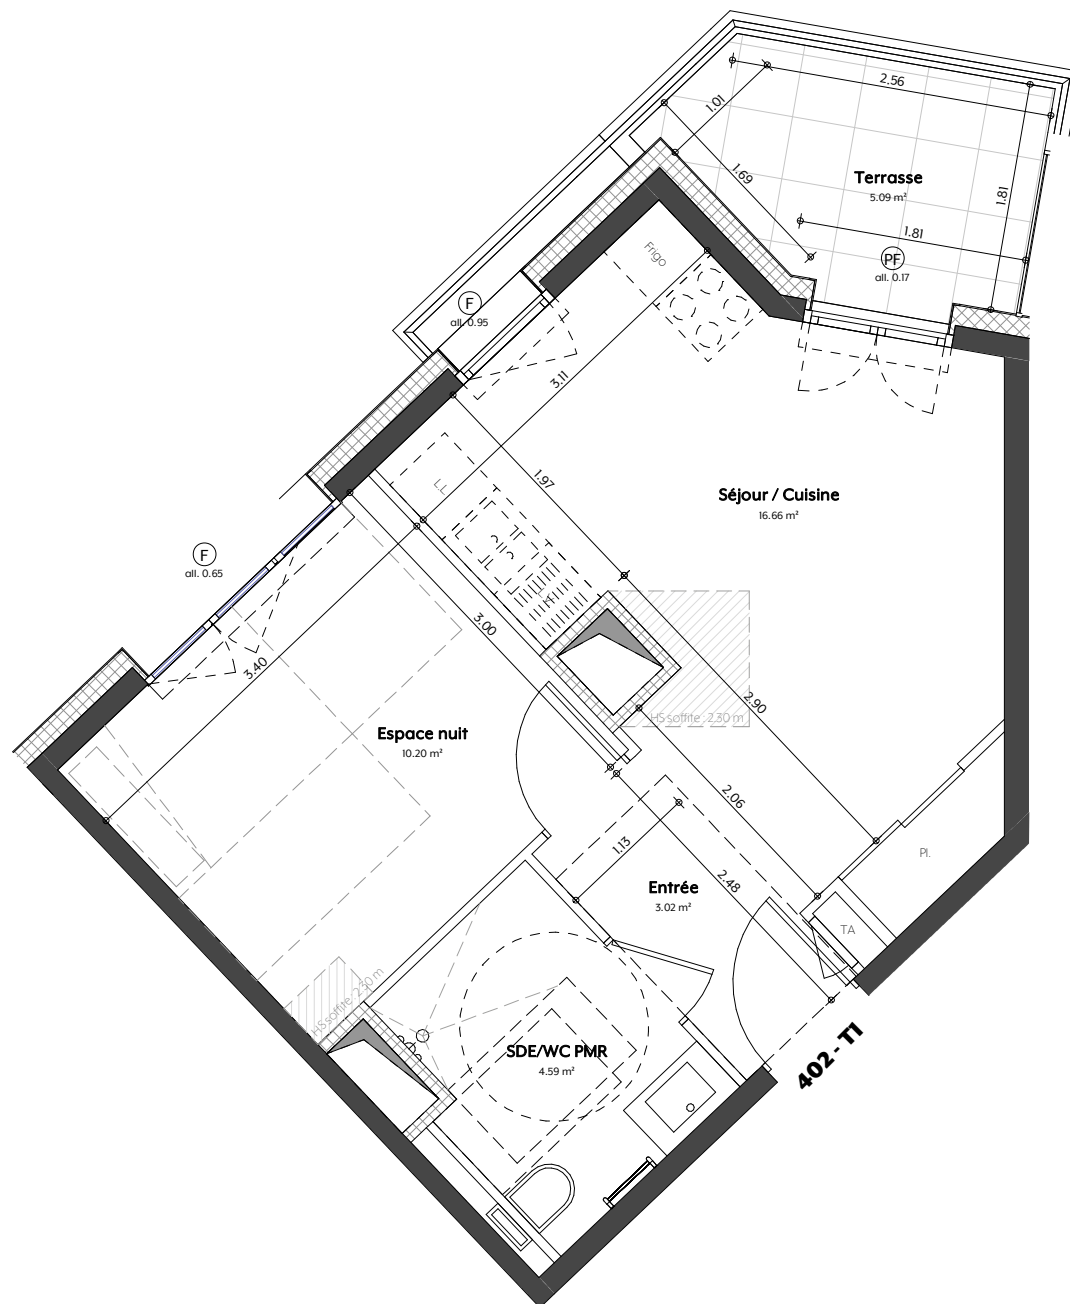 2.56
1.01
1.69
Terrasse
5.09 m²
1.81
1.81
PF
all. 0.17
Frigo
F
all. 0.95
3.11
1.97
Séjour / Cuisine
16.66 m²
LL
F
all. 0.65
3.00
3.40
2.90
HS soffite : 2.30 m
Espace nuit
10.20 m²
2.06
1.13
2.48
Pl.
Entrée
3.02 m²
TA
HS soffite : 2.30 m
SDE/WC PMR
4.59 m²
402 - T1